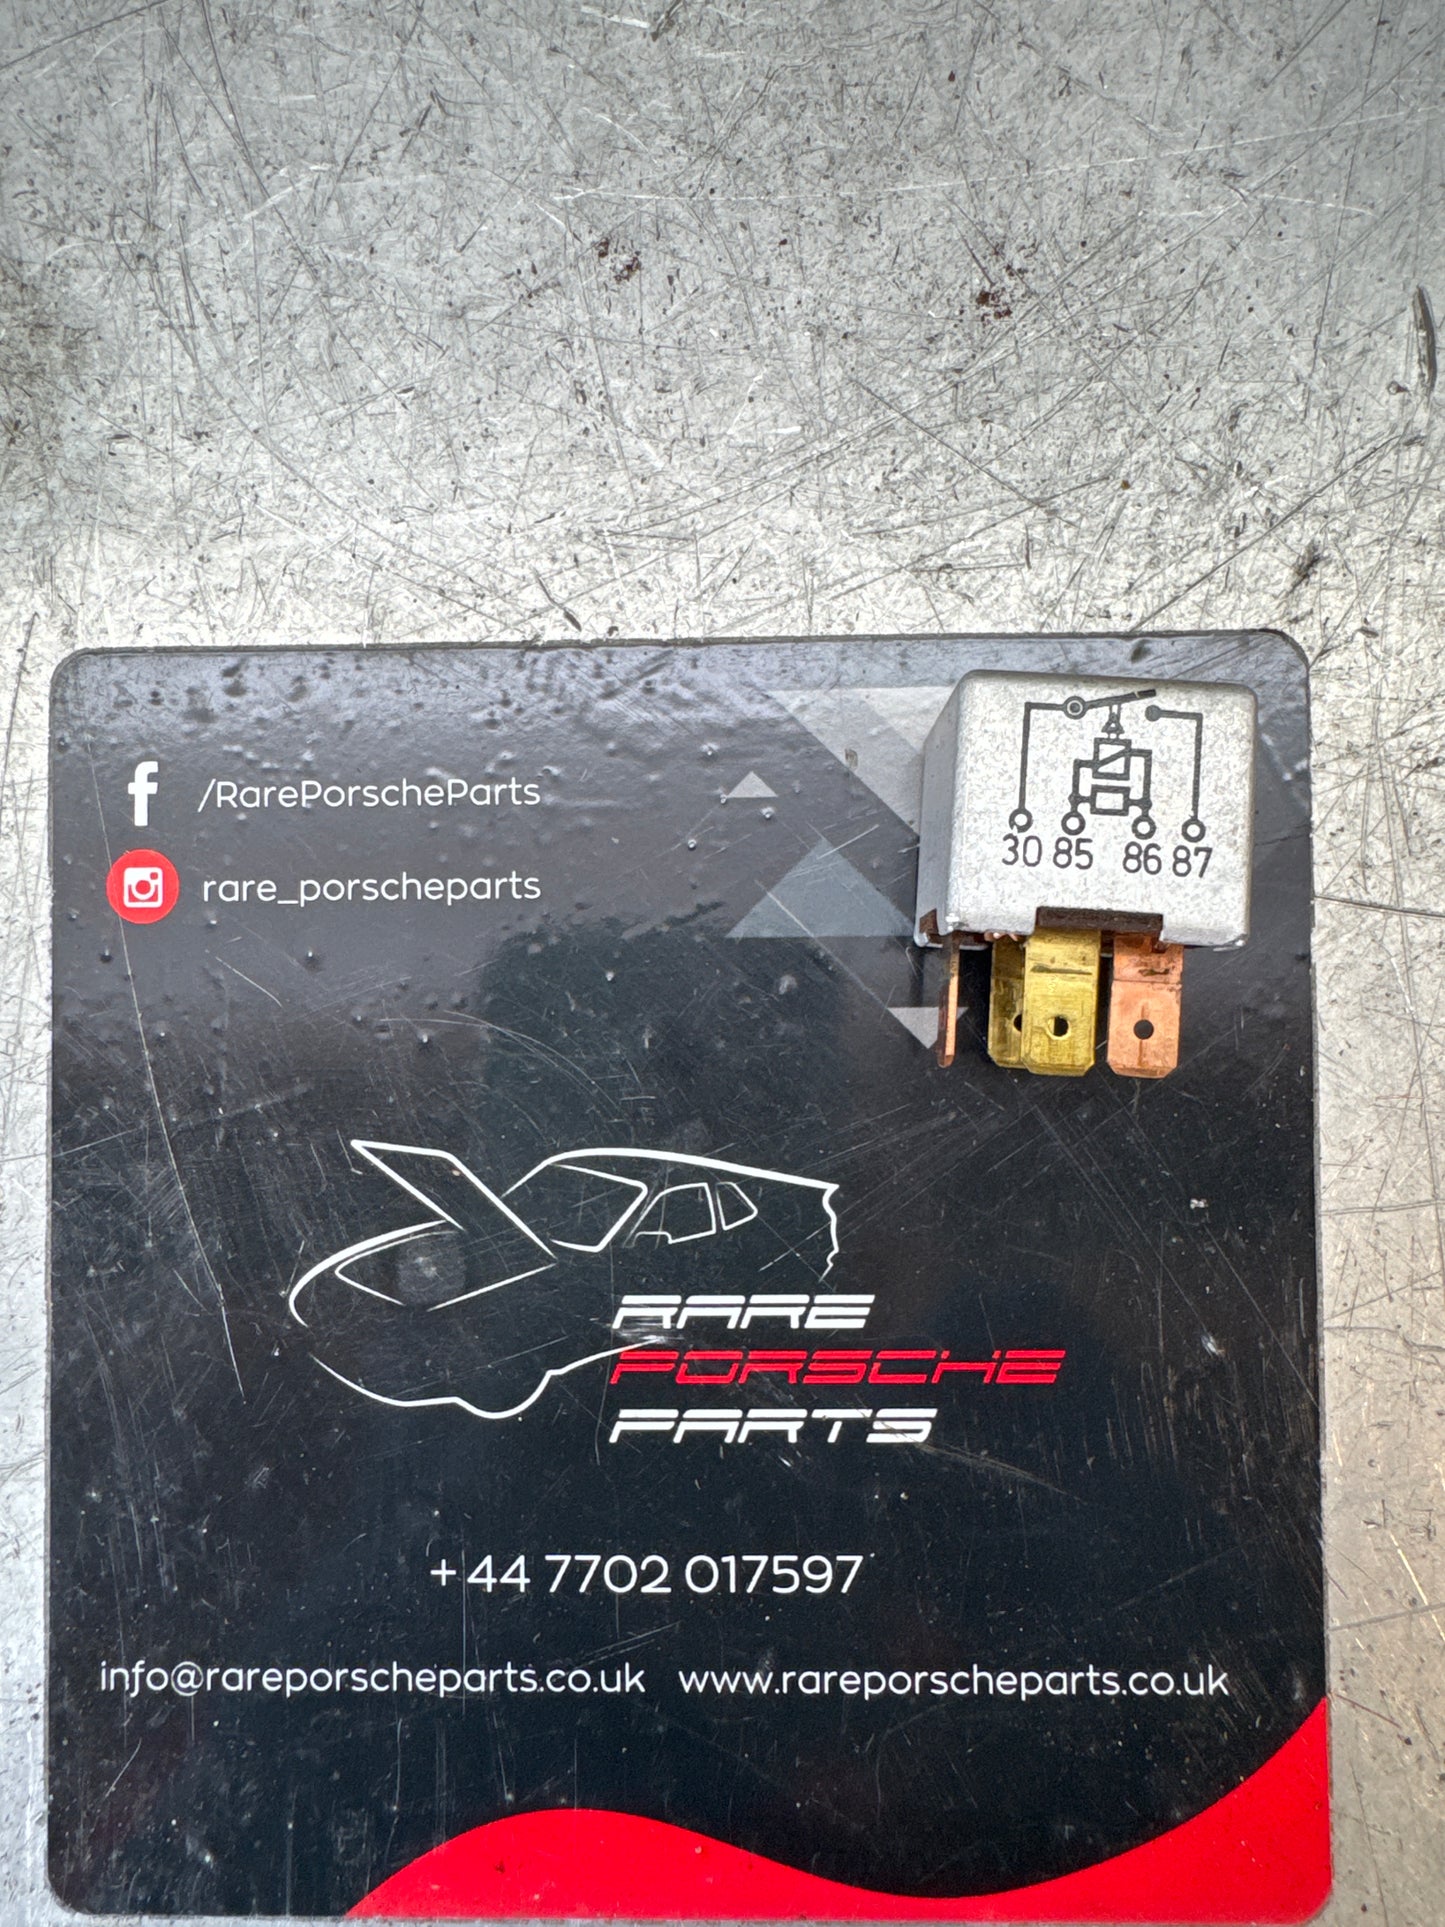 /RarePorscheParts
rare_porscheparts
30 85 86 87
RARE
PORSCHE
PARTS
+44 7702 017597
info@rareporscheparts.co.uk www.rareporscheparts.co.uk